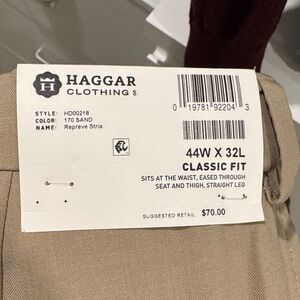 HAGGAR
CLOTHING
STYLE: HD00218
COLOR: 170 SAND
NAME: Repreve Stria
0 19781 92204 3
44W X 32L
CLASSIC FIT
SITS AT THE WAIST, EASED THROUGH
SEAT AND THIGH, STRAIGHT LEG
SUGGESTED RETAIL $70.00